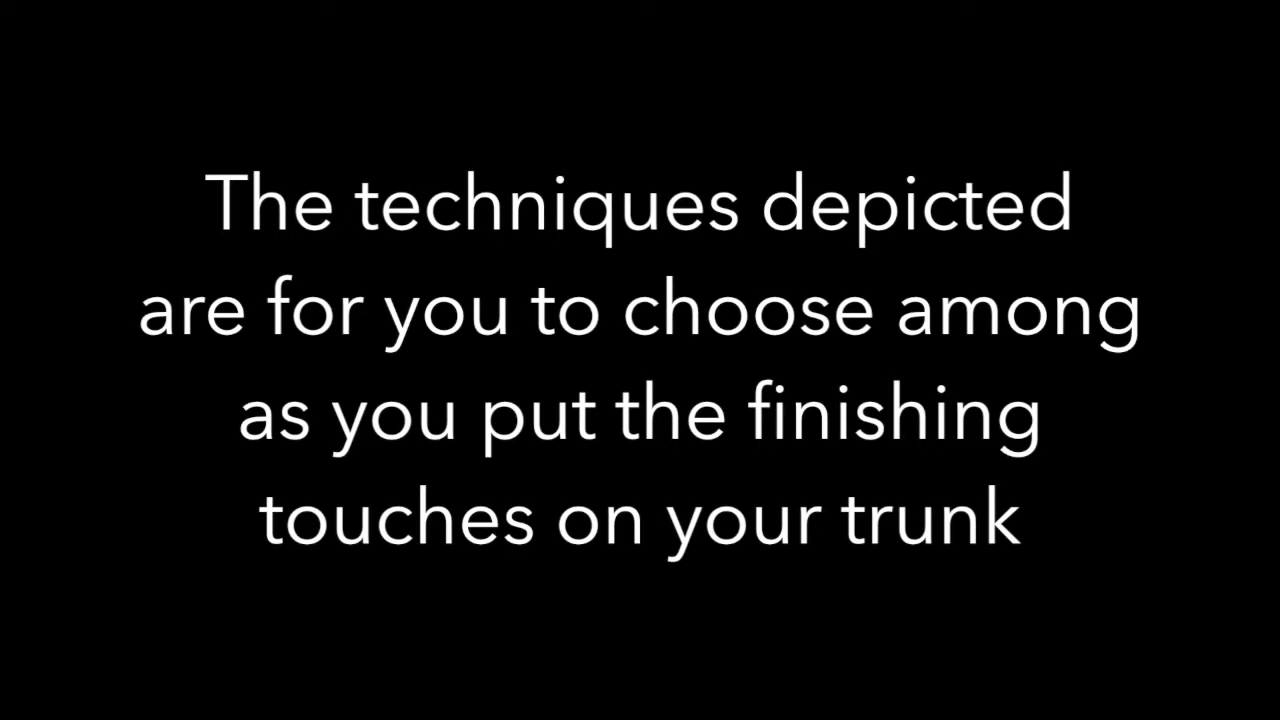 The techniques depicted
are for you to choose among
as you put the finishing
touches on your trunk